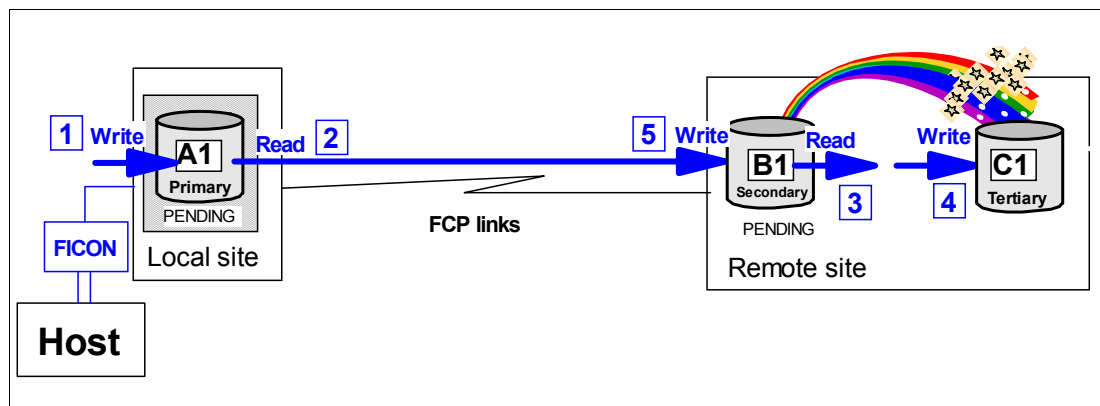 1
Write
A1
Primary
PENDING
Read
2
FICON
Local site
Host
FCP links
5
Write
B1
Secondary
PENDING
Read
3
Write
4
C1
Tertiary
Remote site